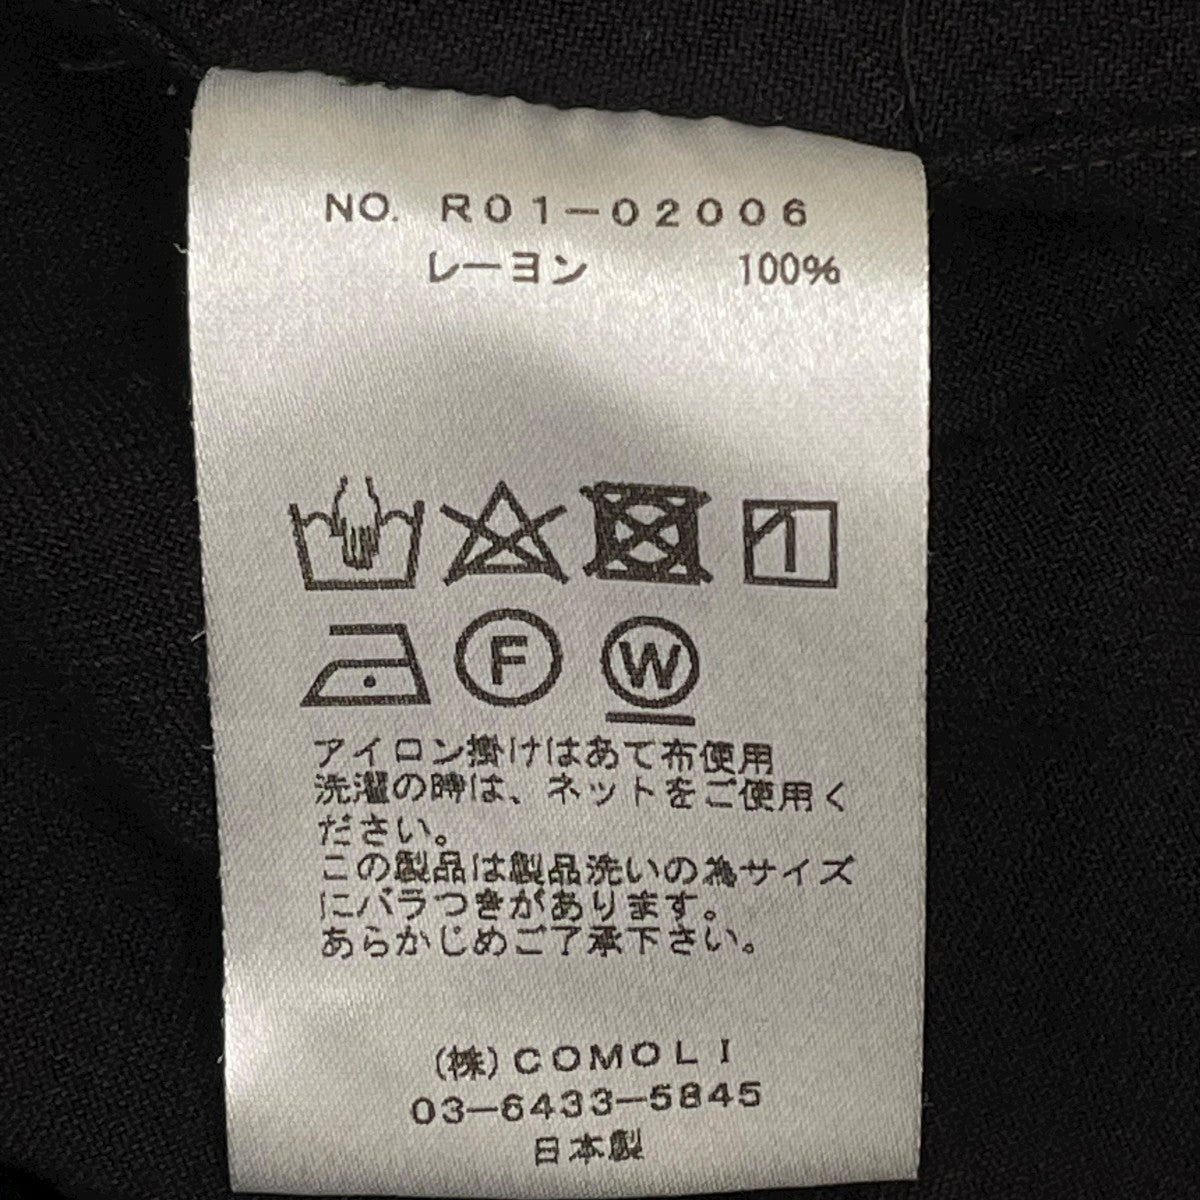 NO. R01-02006
レーヨン 100%
F W
アイロン掛けはあて布使用
洗濯の時は、ネットをご使用く
ださい。
この製品は製品洗いの為サイズ
にバラつきがあります。
あらかじめご了承下さい。
(株)COMOLI
03-6433-5845
日本製